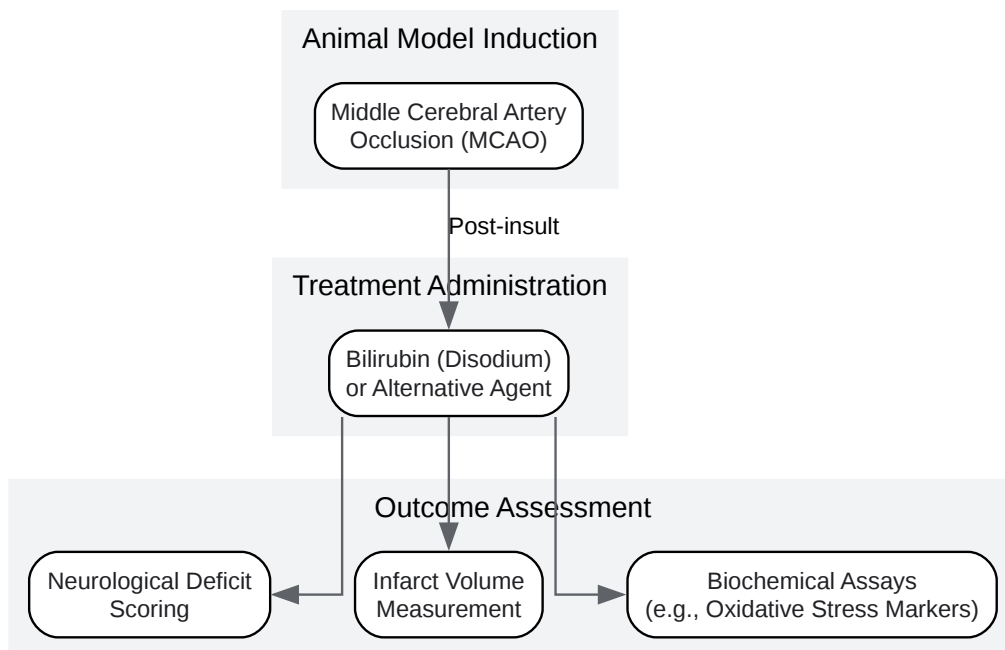 Animal Model Induction
Middle Cerebral Artery
Occlusion (MCAO)
Post-insult
Treatment Administration
Bilirubin (Disodium)
or Alternative Agent
Outcome Assessment
Neurological Deficit
Scoring
Infarct Volume
Measurement
Biochemical Assays
(e.g., Oxidative Stress Markers)